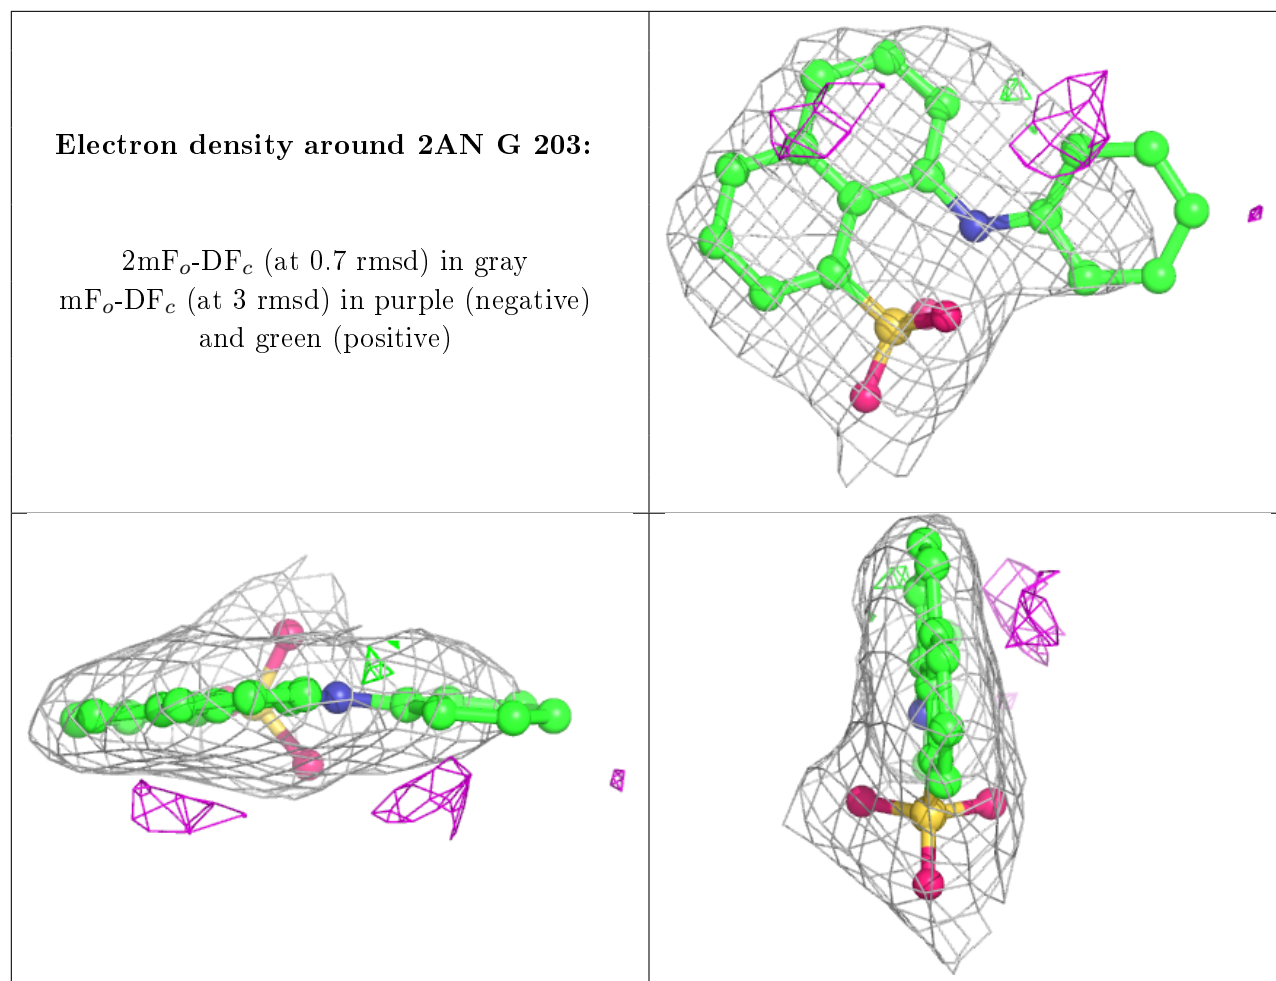 Electron density around 2AN G 203:
2mFₒ-DF𝒸 (at 0.7 rmsd) in gray
mFₒ-DF𝒸 (at 3 rmsd) in purple (negative)
and green (positive)